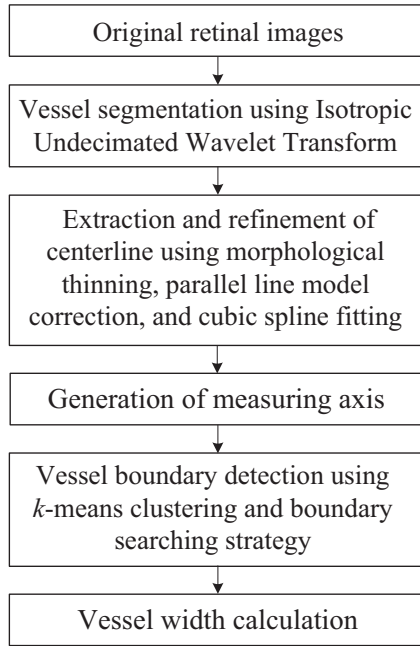 Original retinal images
Vessel segmentation using Isotropic
Undecimated Wavelet Transform
Extraction and refinement of
centerline using morphological
thinning, parallel line model
correction, and cubic spline fitting
Generation of measuring axis
Vessel boundary detection using
k-means clustering and boundary
searching strategy
Vessel width calculation